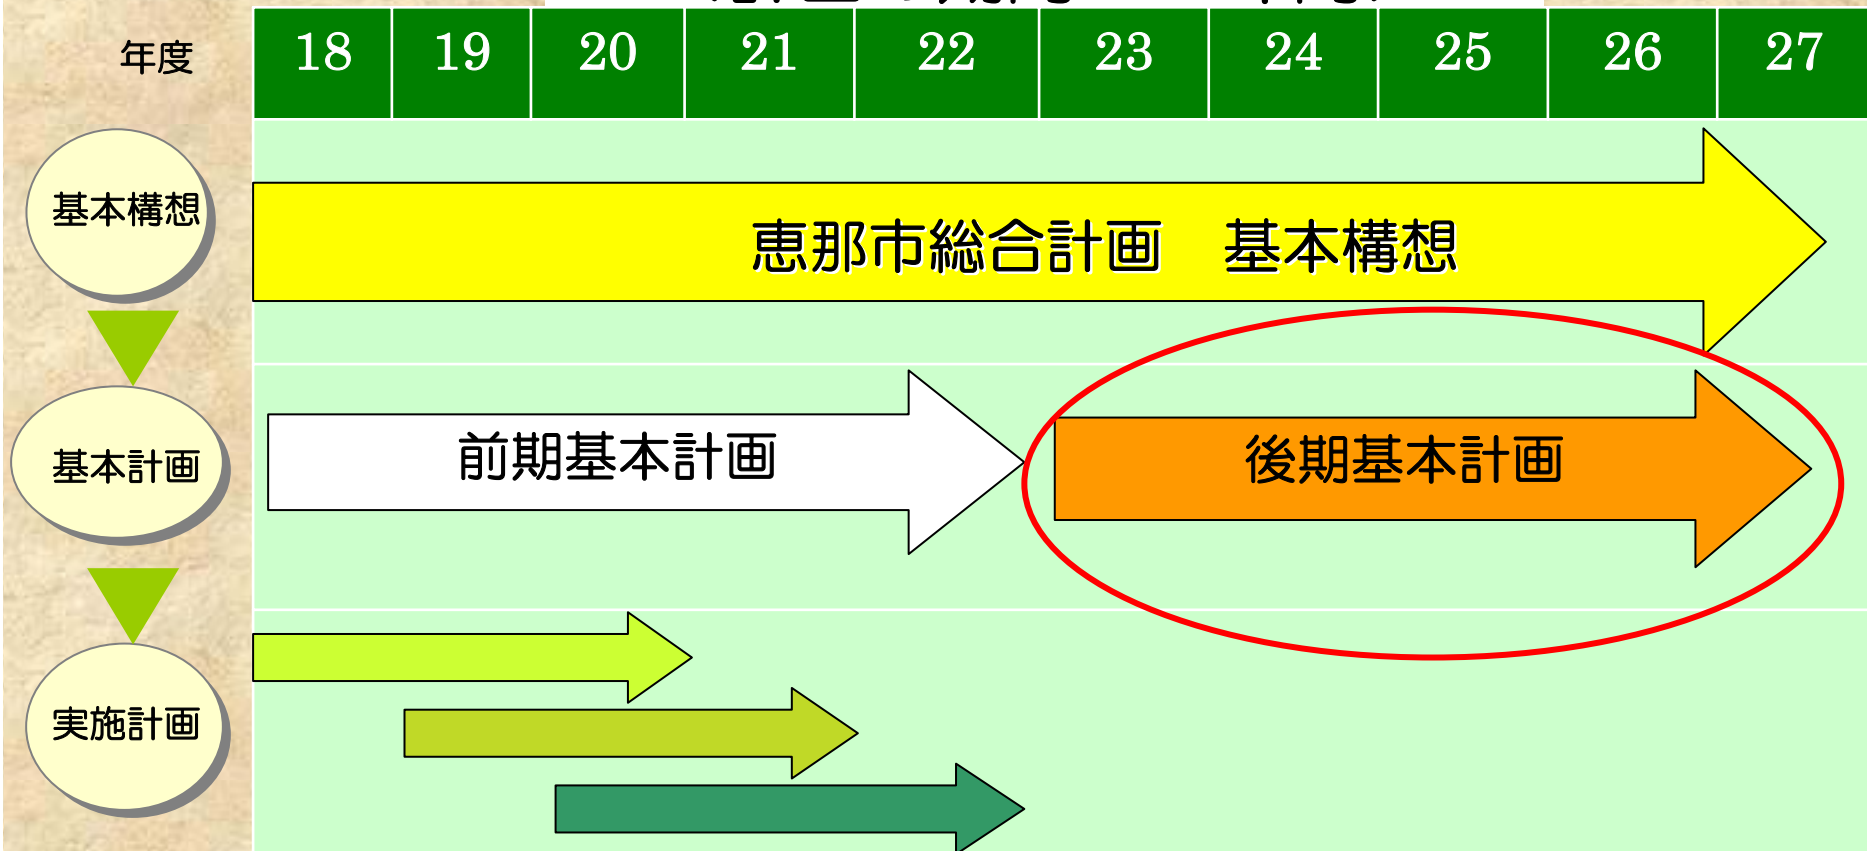 年度 18 19 20 21 22 23 24 25 26 27
基本構想
恵那市総合計画　基本構想
基本計画
前期基本計画
後期基本計画
実施計画